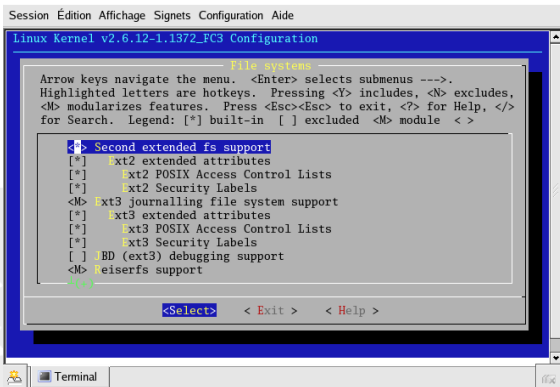 Session Édition Affichage Signets Configuration Aide
Linux Kernel v2.6.12-1.1372_FC3 Configuration
File systems
Arrow keys navigate the menu. <Enter> selects submenus --->.
Highlighted letters are hotkeys. Pressing <Y> includes, <N> excludes,
<M> modularizes features. Press <Esc><Esc> to exit, <?> for Help, </>
for Search. Legend: [*] built-in [ ] excluded <M> module < >
<*> Second extended fs support
[*] Ext2 extended attributes
[*] Ext2 POSIX Access Control Lists
[*] Ext2 Security Labels
<M> Ext3 journalling file system support
[*] Ext3 extended attributes
[*] Ext3 POSIX Access Control Lists
[*] Ext3 Security Labels
[ ] JBD (ext3) debugging support
<M> Reiserfs support
<Select> < Exit > < Help >
Terminal